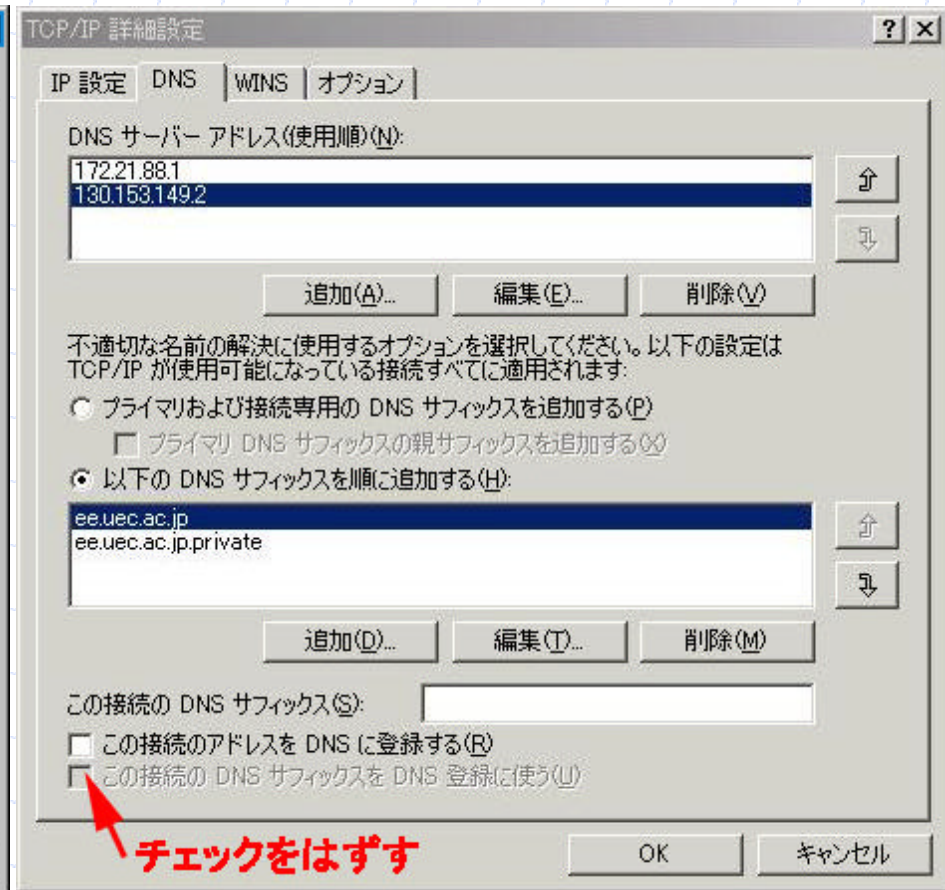 TCP/IP 詳細設定
IP 設定 DNS WINS オプション
DNS サーバー アドレス(使用順)(N):
172.21.88.1
130.153.149.2
追加(A)... 編集(E)... 削除(V)
不適切な名前の解決に使用するオプションを選択してください。以下の設定は
TCP/IP が使用可能になっている接続すべてに適用されます:
プライマリおよび接続専用の DNS サフィックスを追加する(P)
プライマリ DNS サフィックスの親サフィックスを追加する(X)
以下の DNS サフィックスを順に追加する(H):
ee.uec.ac.jp
ee.uec.ac.jp.private
追加(D)... 編集(T)... 削除(M)
この接続の DNS サフィックス(S):
この接続のアドレスを DNS に登録する(R)
この接続の DNS サフィックスを DNS 登録に使う(U)
チェックをはずす
OK キャンセル